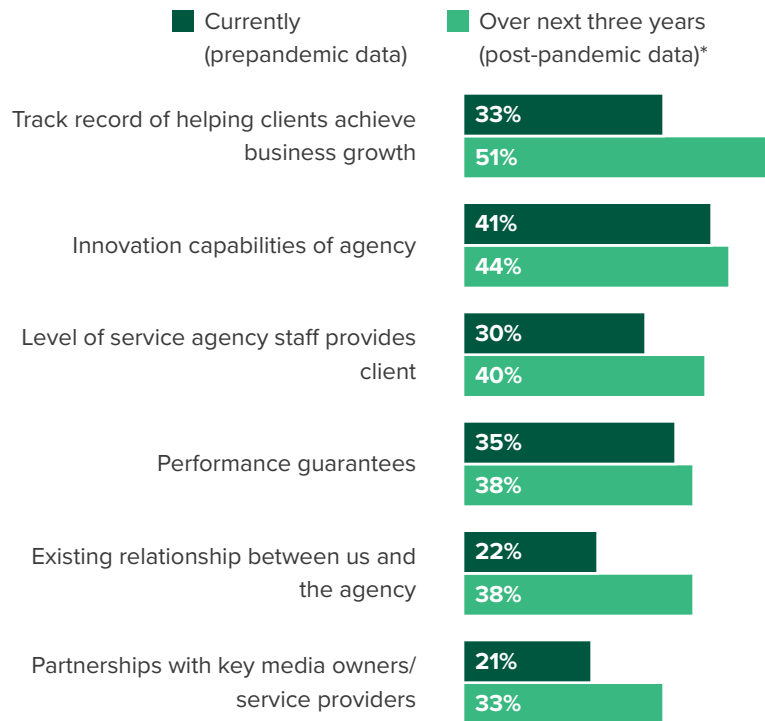 Currently
(prepandemic data)
Over next three years
(post-pandemic data)*
Track record of helping clients achieve
business growth
33%
51%
Innovation capabilities of agency
41%
44%
Level of service agency staff provides
client
30%
40%
Performance guarantees
35%
38%
Existing relationship between us and
the agency
22%
38%
Partnerships with key media owners/
service providers
21%
33%